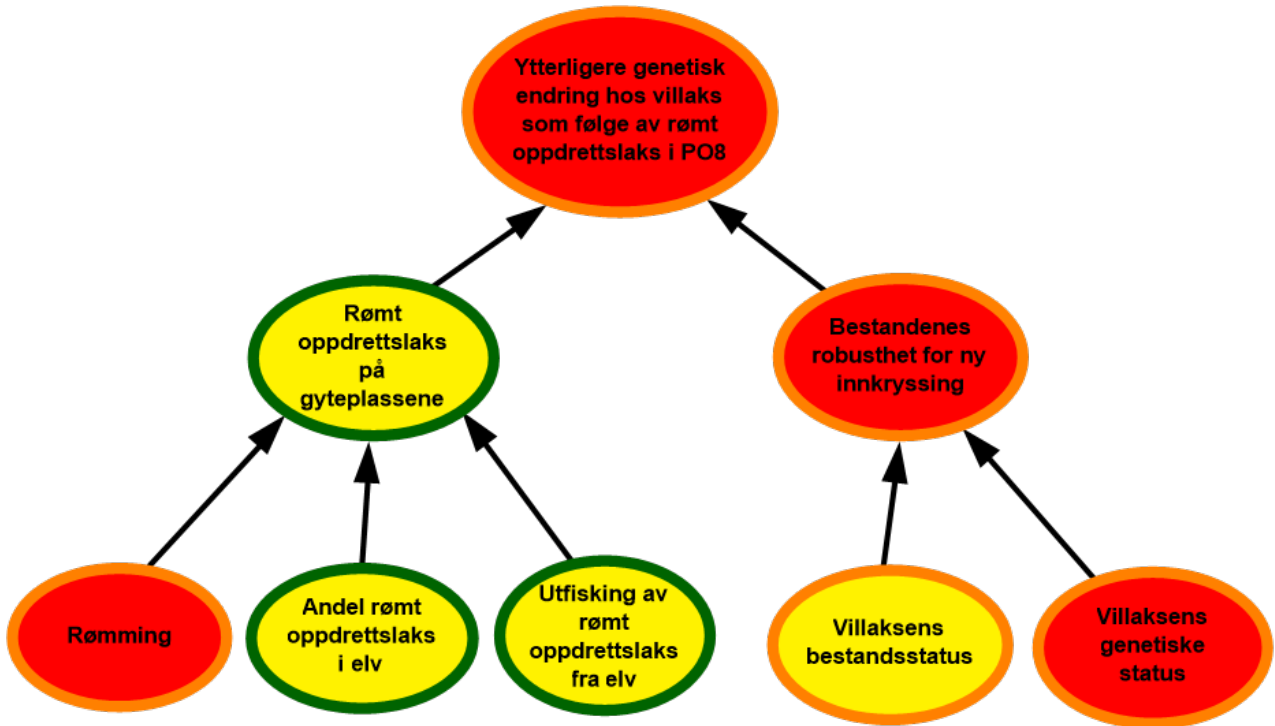 Ytterligere genetisk
endring hos villaks
som følge av rømt
oppdrettslaks i PO8
Rømt
oppdrettslaks
på
gyteplassene
Bestandenes
robusthet for ny
innkryssing
Rømming
Andel rømt
oppdrettslaks
i elv
Utfisking av
rømt
oppdrettslaks
fra elv
Villaksens
bestandsstatus
Villaksens
genetiske
status